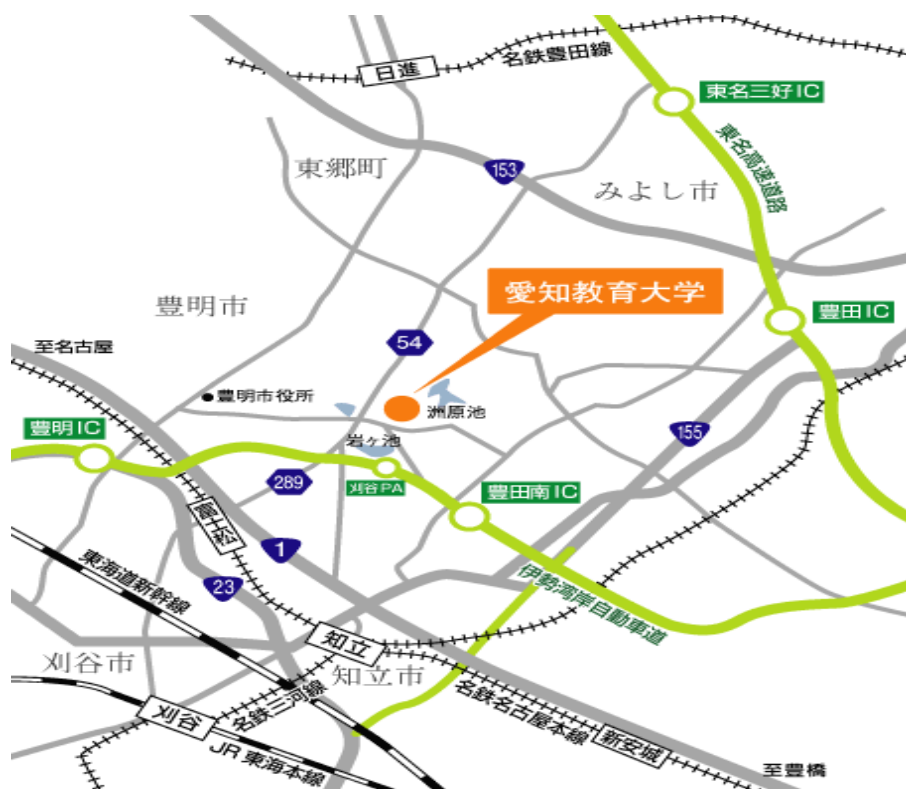 名鉄豊田線
日進
東名三好IC
東名高速道路
東郷町
153
みよし市
愛知教育大学
豊明市
豊田IC
54
至名古屋
豊明市役所
洲原池
豊明IC
岩ヶ池
155
289
刈谷PA
豊田南IC
富士松
1
東海道新幹線
23
伊勢湾岸自動車道
知立
刈谷市
知立市
名鉄三河線
名鉄名古屋本線
刈谷
新安城
JR東海本線
至豊橋